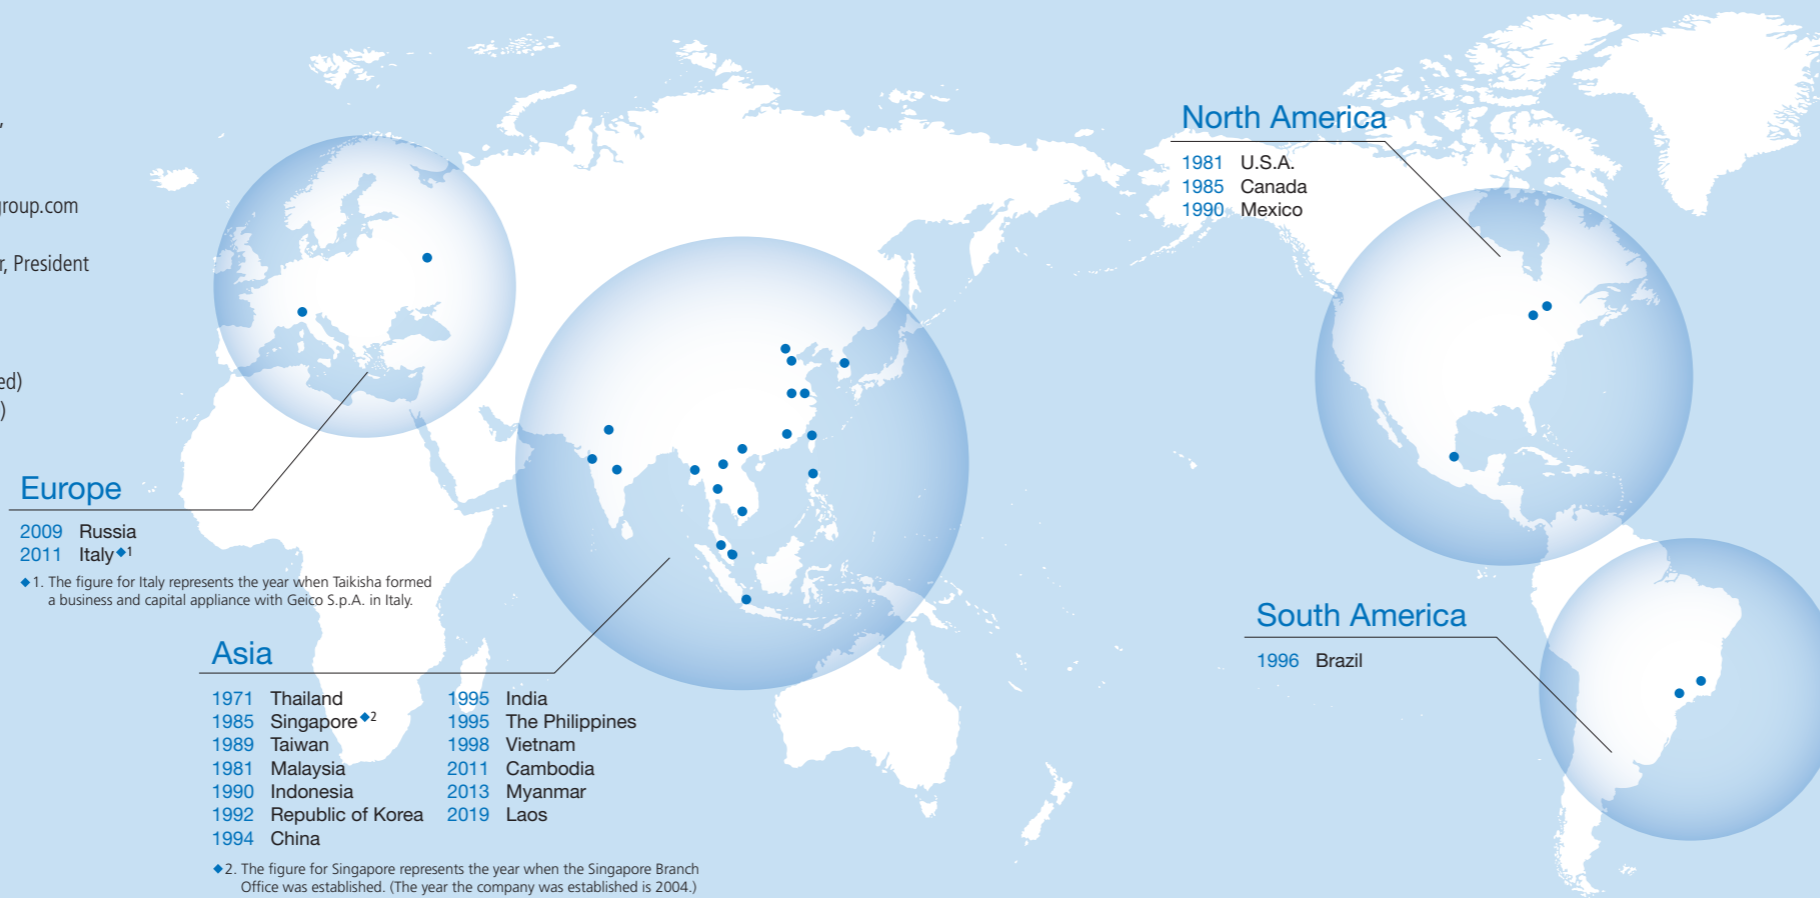 ,
group.com
r, President
ed)
)
North America
1981 U.S.A.
1985 Canada
1990 Mexico
Europe
2009 Russia
2011 Italy◆1
◆1. The figure for Italy represents the year when Taikisha formed
a business and capital appliance with Geico S.p.A. in Italy.
South America
1996 Brazil
Asia
1971 Thailand
1985 Singapore◆2
1989 Taiwan
1981 Malaysia
1990 Indonesia
1992 Republic of Korea
1994 China
1995 India
1995 The Philippines
1998 Vietnam
2011 Cambodia
2013 Myanmar
2019 Laos
◆2. The figure for Singapore represents the year when the Singapore Branch
Office was established. (The year the company was established is 2004.)